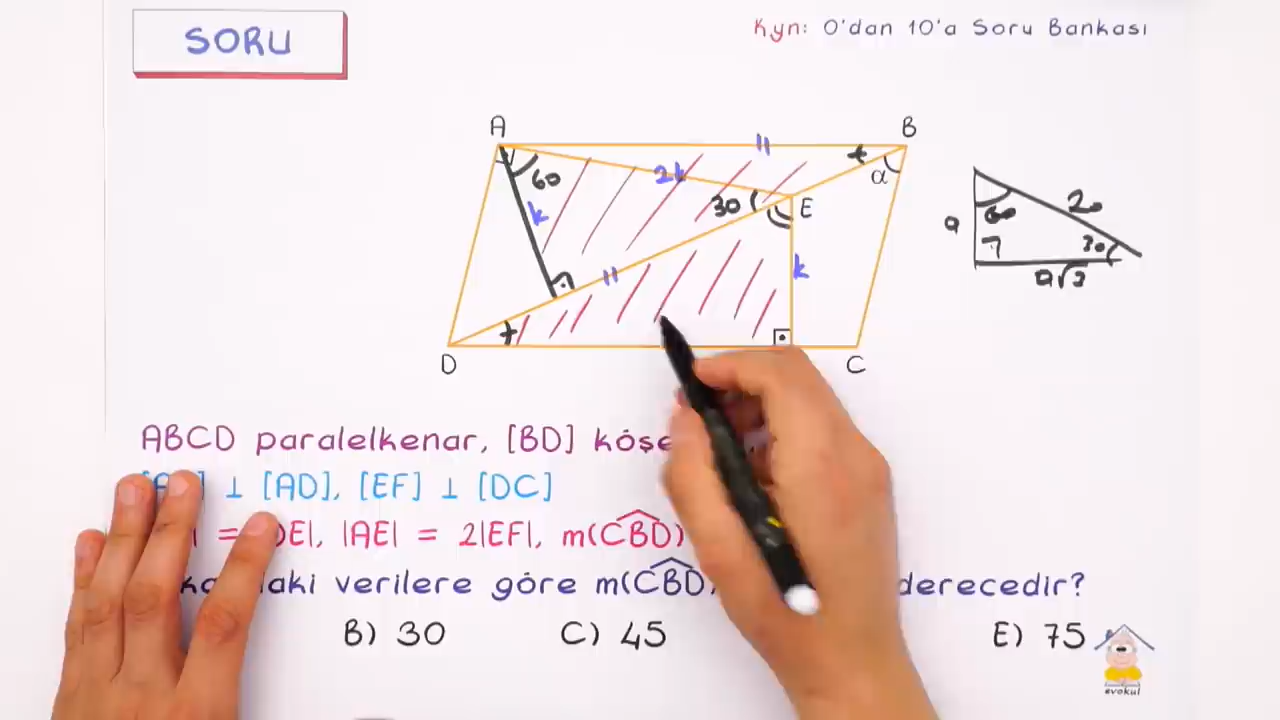 SORU
Kyn: 0'dan 10'a Soru Bankası
A
B
60
2k
t
α
k
30
E
k
t
D
C
a
60
2a
30
a√3
ABCD paralelkenar, [BD]
⊥ [AD], [EF] ⊥ [DC]
= |AE| = 2|EF|, m(CBD)
verilere göre m(CBD) derecedir?
B) 30
C) 45
E) 75
evokul